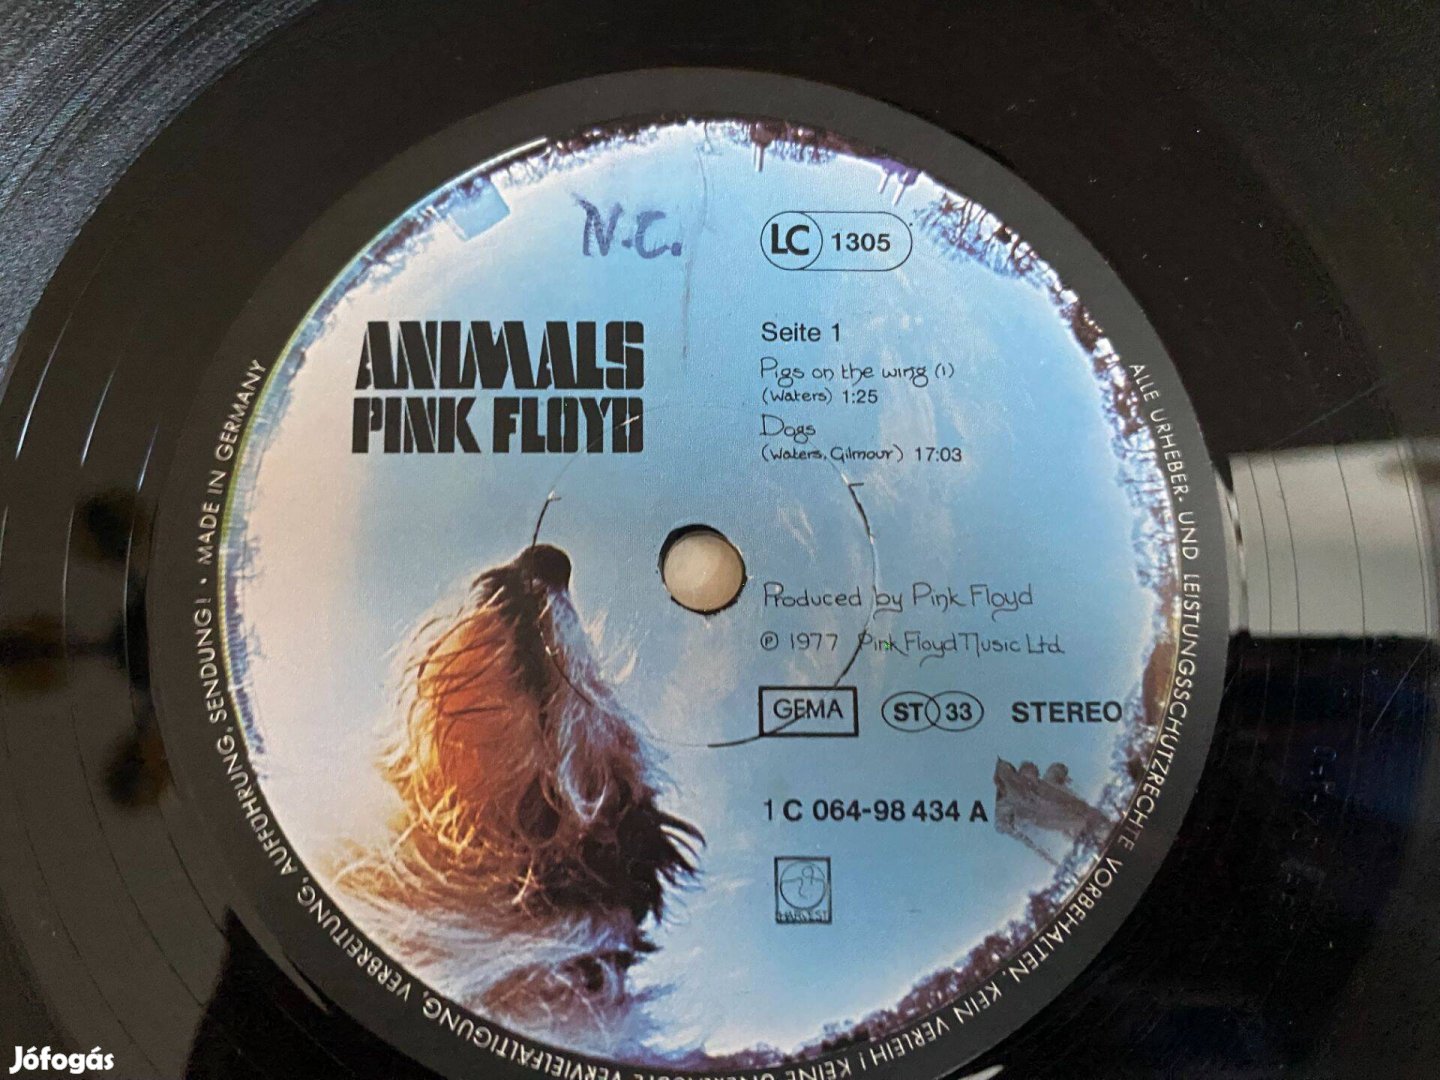 N.C.
LC 1305
ANIMALS
PINK FLOYD
Seite 1
Pigs on the wing (1)
(Waters) 1:25
Dogs
(Waters, Gilmour) 17:03
Produced by Pink Floyd
℗ 1977 Pink Floyd Music Ltd.
GEMA ST 33 STEREO
1 C 064-98 434 A
HARVEST
ALLE URHEBER- UND LEISTUNGSSCHUTZRECHTE VORBEHALTEN. KEIN VERLEIH! KEINE
VERVIELFÄLTIGUNG, VERBREITUNG, AUFFÜHRUNG, SENDUNG! • MADE IN GERMANY
Jófogás